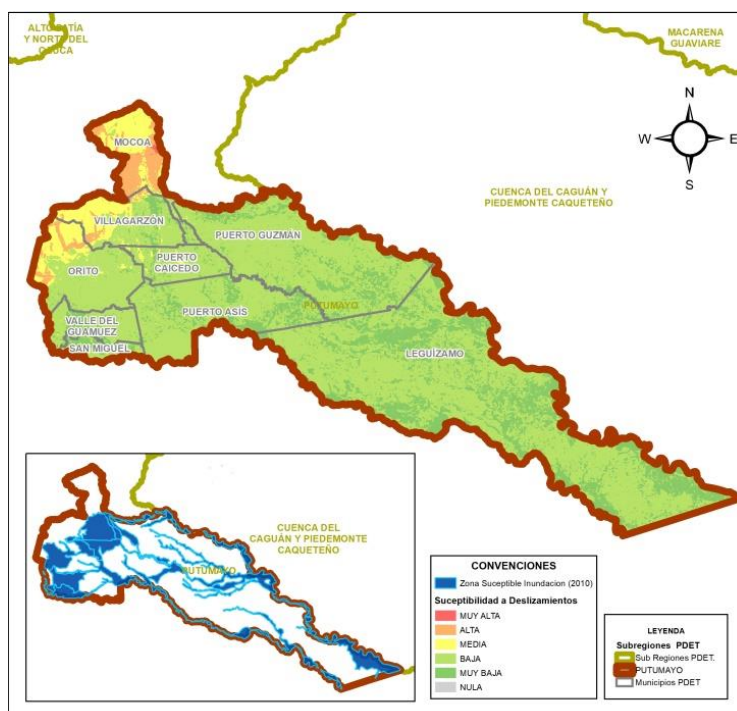 ALTO PATÍA
Y NORTE DEL
CAUCA
MACARENA
GUAVIARE
N
W
E
S
MOCOA
CUENCA DEL CAGUÁN Y
PIEDEMONTE CAQUETEÑO
VILLAGARZÓN
PUERTO GUZMÁN
PUERTO
CAICEDO
ORITO
PUTUMAYO
PUERTO ASÍS
VALLE DEL
GUAMUEZ
SAN MIGUEL
LEGUÍZAMO
CUENCA DEL
CAGUÁN Y PIEDEMONTE
CAQUETEÑO
PUTUMAYO
CONVENCIONES
Zona Suceptible Inundacion (2010)
Suceptibilidad a Deslizamientos
MUY ALTA
ALTA
MEDIA
BAJA
MUY BAJA
NULA
LEYENDA
Subregiones PDET
Sub Regiones PDET.
PUTUMAYO
Municipios PDET